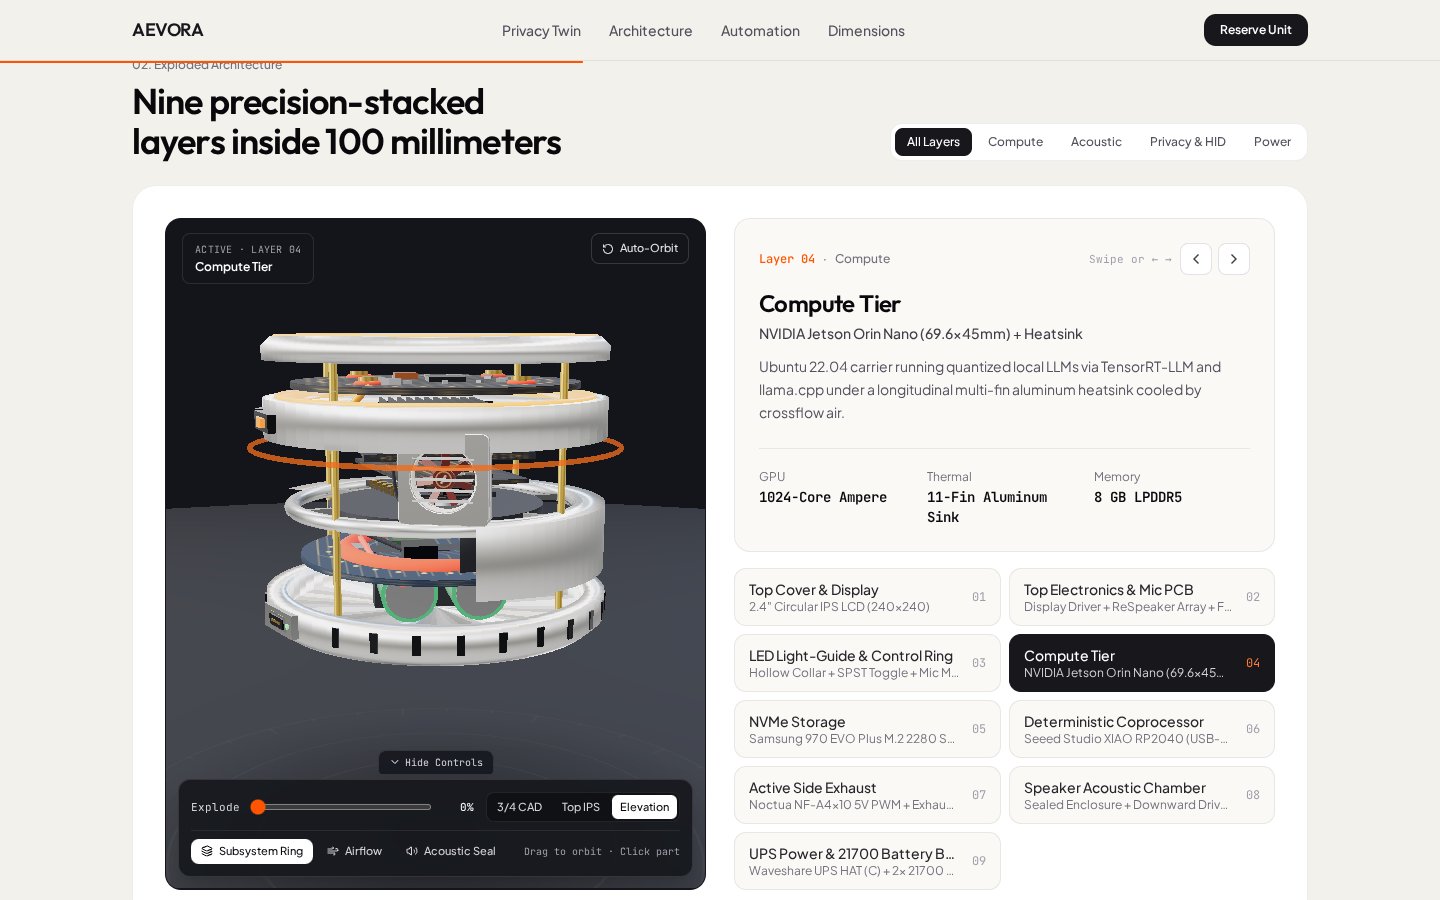 AEVORA
Privacy Twin
Architecture
Automation
Dimensions
Reserve Unit
02. Exploded Architecture
Nine precision-stacked
layers inside 100 millimeters
All Layers
Compute
Acoustic
Privacy & HID
Power
ACTIVE · LAYER 04
Compute Tier
Auto-Orbit
Hide Controls
Explode
0%
3/4 CAD
Top IPS
Elevation
Subsystem Ring
Airflow
Acoustic Seal
Drag to orbit · Click part
Layer 04 · Compute
Swipe or ← →
Compute Tier
NVIDIA Jetson Orin Nano (69.6×45mm) + Heatsink
Ubuntu 22.04 carrier running quantized local LLMs via TensorRT-LLM and
llama.cpp under a longitudinal multi-fin aluminum heatsink cooled by
crossflow air.
GPU
1024-Core Ampere
Thermal
11-Fin Aluminum
Sink
Memory
8 GB LPDDR5
Top Cover & Display
2.4" Circular IPS LCD (240×240)
01
Top Electronics & Mic PCB
Display Driver + ReSpeaker Array + F...
02
LED Light-Guide & Control Ring
Hollow Collar + SPST Toggle + Mic M...
03
Compute Tier
NVIDIA Jetson Orin Nano (69.6×45...
04
NVMe Storage
Samsung 970 EVO Plus M.2 2280 S...
05
Deterministic Coprocessor
Seeed Studio XIAO RP2040 (USB-...
06
Active Side Exhaust
Noctua NF-A4×10 5V PWM + Exhau...
07
Speaker Acoustic Chamber
Sealed Enclosure + Downward Driv...
08
UPS Power & 21700 Battery B...
Waveshare UPS HAT (C) + 2× 21700 ...
09